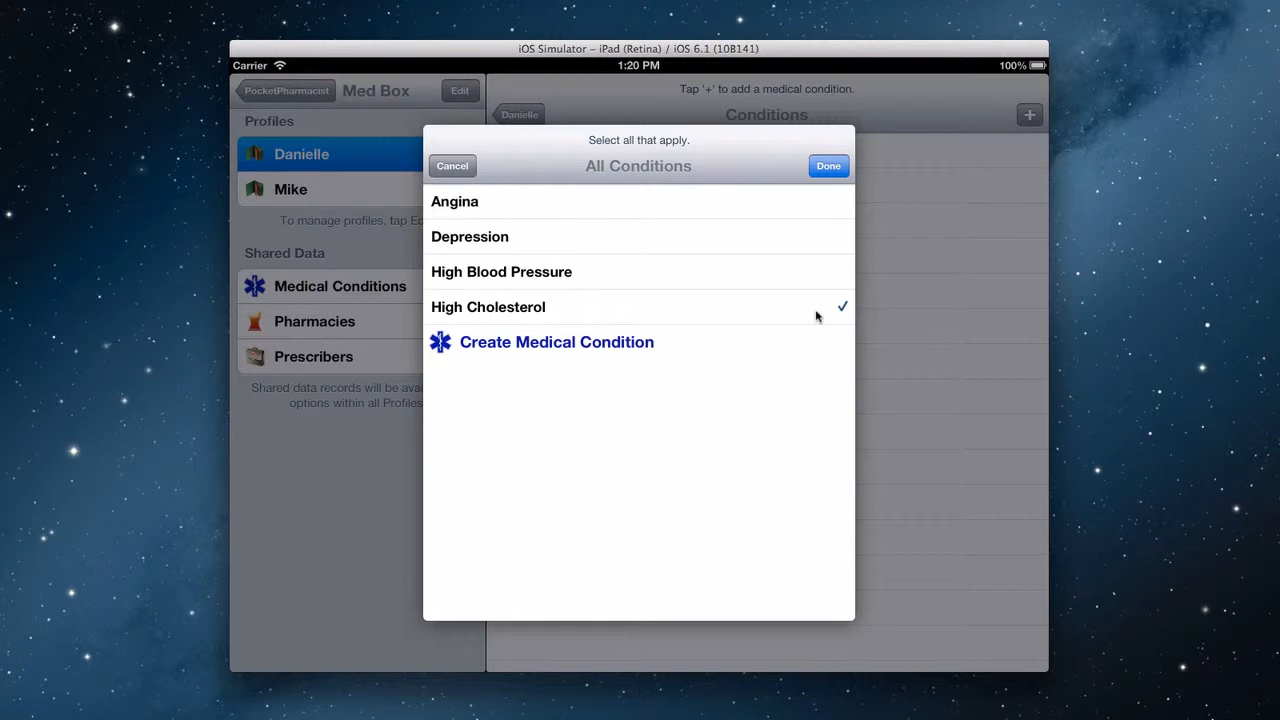 iOS Simulator – iPad (Retina) / iOS 6.1 (10B141)
Carrier 1:20 PM 100%
PocketPharmacist Med Box Edit
Profiles
Danielle
Mike
To manage profiles, tap Ed
Shared Data
Medical Conditions
Pharmacies
Prescribers
Shared data records will be avai
options within all Profiles
Tap '+' to add a medical condition.
Danielle Conditions +
Select all that apply.
Cancel All Conditions Done
Angina
Depression
High Blood Pressure
High Cholesterol
Create Medical Condition